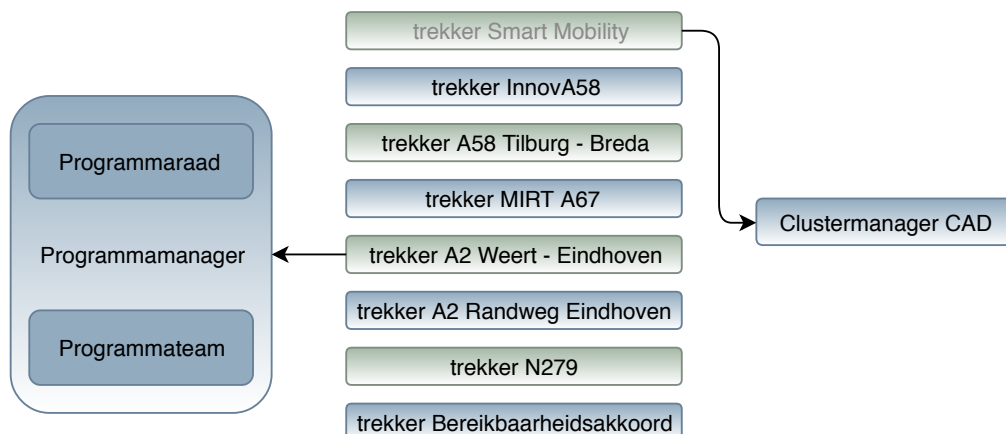 trekker Smart Mobility
trekker InnovA58
trekker A58 Tilburg - Breda
trekker MIRT A67
trekker A2 Weert - Eindhoven
trekker A2 Randweg Eindhoven
trekker N279
trekker Bereikbaarheidsakkoord
Programmaraad
Programmamanager
Programmateam
Clustermanager CAD